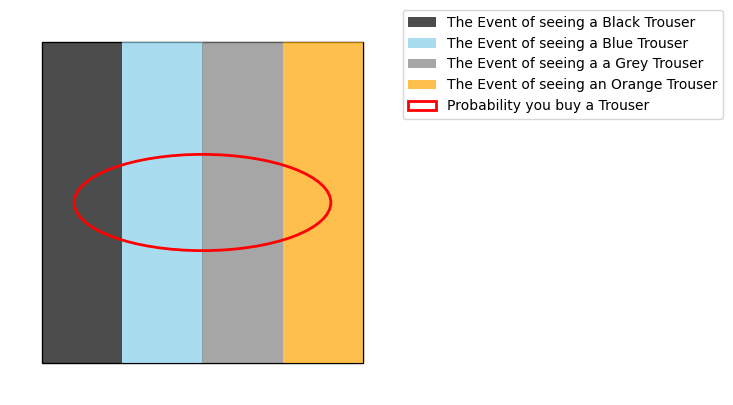 The Event of seeing a Black Trouser
The Event of seeing a Blue Trouser
The Event of seeing a a Grey Trouser
The Event of seeing an Orange Trouser
Probability you buy a Trouser